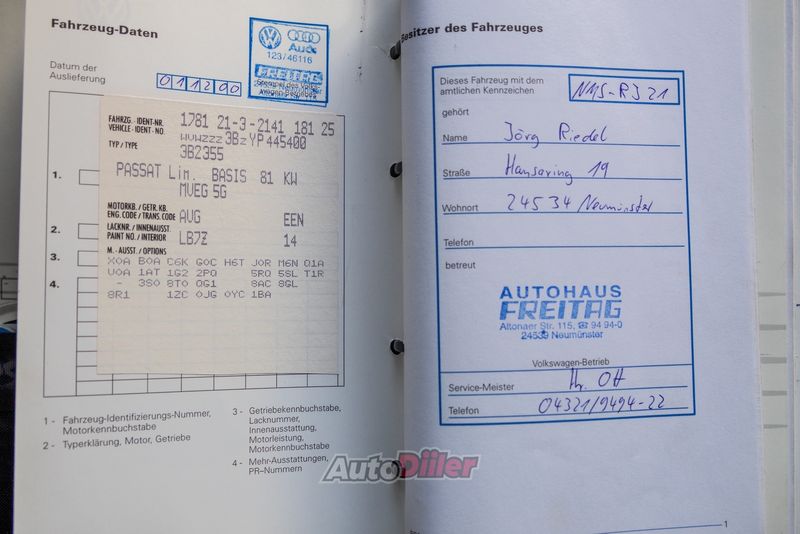 Fahrzeug-Daten
Datum der
Auslieferung
011200
Audi
123/46116
FREITAG
FAHRZG.-IDENT-NR. 1781 21-3-2141 181 25
VEHICLE-IDENT-NO. WVWZZZ3BZYP445400
TYP/TYPE 3B2355
PASSAT Lim. BASIS 81 KW
MVEG 5G
MOTORKB./GETR. KB.
ENG. CODE/TRANS. CODE AUG EEN
LACKNR./INNENAUSST.
PAINT NO./INTERIOR LB7Z 14
M.-AUSST./OPTIONS
X0A B0A C6K G0C H6T J0R M6N Q1A
U0A 1AT 1G2 2PQ 5RQ 5SL T1R
- 3S0 8T0 0G1 8AC 8GL
8R1 1ZC 0JG 0YC 1BA
1.
2.
3.
4.
1 - Fahrzeug-Identifizierungs-Nummer,
Motorkennbuchstabe
2 - Typerklärung, Motor, Getriebe
3 - Getriebekennbuchstabe,
Lacknummer,
Innenausstattung,
Motorleistung,
Motorkennbuchstabe
4 - Mehr-Ausstattungen,
PR-Nummern
esitzer des Fahrzeuges
Dieses Fahrzeug mit dem
amtlichen Kennzeichen
gehört
Name Jörg Riedel
Straße Hansaring 19
Wohnort 24534 Neumünster
Telefon
betreut
AUTOHAUS
FREITAG
Altonaer Str. 115, ☎ 94 94-0
24539 Neumünster
Volkswagen-Betrieb
Service-Meister Hr. Ott
Telefon 04321/9494-22
1
AutoDiler